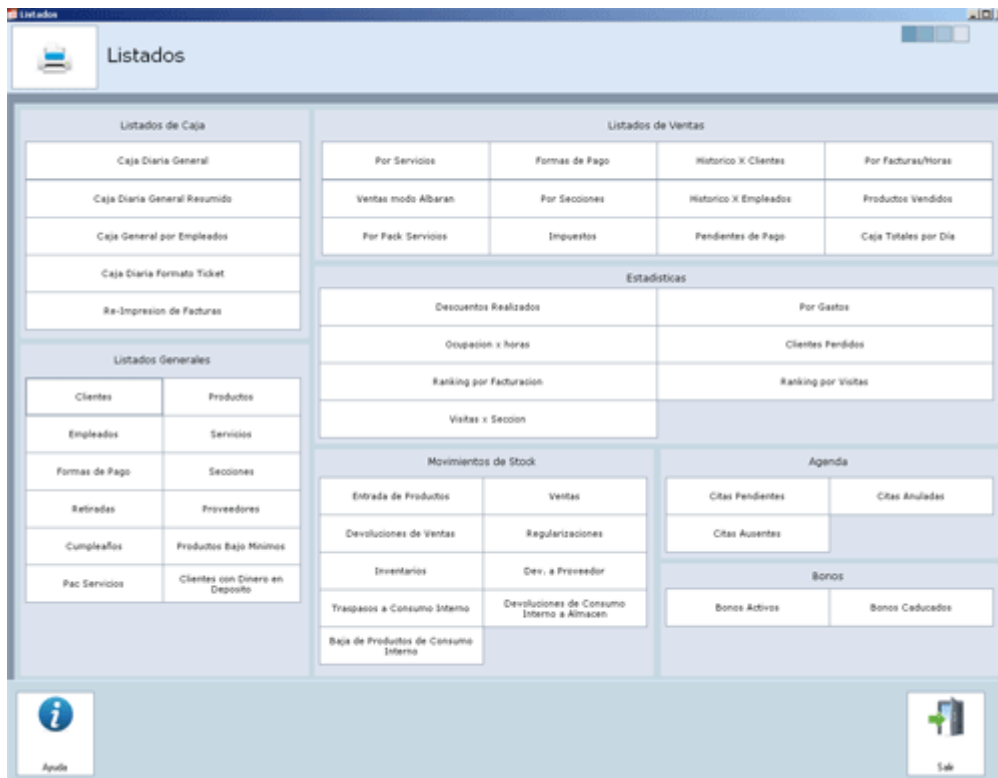 Listados
Listados
Listados de Caja
Caja Diaria General
Caja Diaria General Resumido
Caja General por Empleados
Caja Diaria Formato Ticket
Re-Impresion de Facturas
Listados de Ventas
Por Servicios
Formas de Pago
Historico X Clientes
Por Facturas/Horas
Ventas modo Albaran
Por Secciones
Historico X Empleados
Productos Vendidos
Por Pack Servicios
Impuestos
Pendientes de Pago
Caja Totales por Día
Estadisticas
Descuentos Realizados
Por Gastos
Ocupacion x horas
Clientes Perdidos
Ranking por Facturacion
Ranking por Visitas
Visitas x Seccion
Listados Generales
Clientes
Productos
Empleados
Servicios
Formas de Pago
Secciones
Retiradas
Proveedores
Cumpleaños
Productos Bajo Minimos
Pac Servicios
Clientes con Dinero en
Deposito
Movimientos de Stock
Entrada de Productos
Ventas
Devoluciones de Ventas
Regularizaciones
Inventarios
Dev. a Proveedor
Traspasos a Consumo Interno
Devoluciones de Consumo
Interno a Almacen
Baja de Productos de Consumo
Interno
Agenda
Citas Pendientes
Citas Anuladas
Citas Ausentes
Bonos
Bonos Activos
Bonos Caducados
Ayuda
Salir